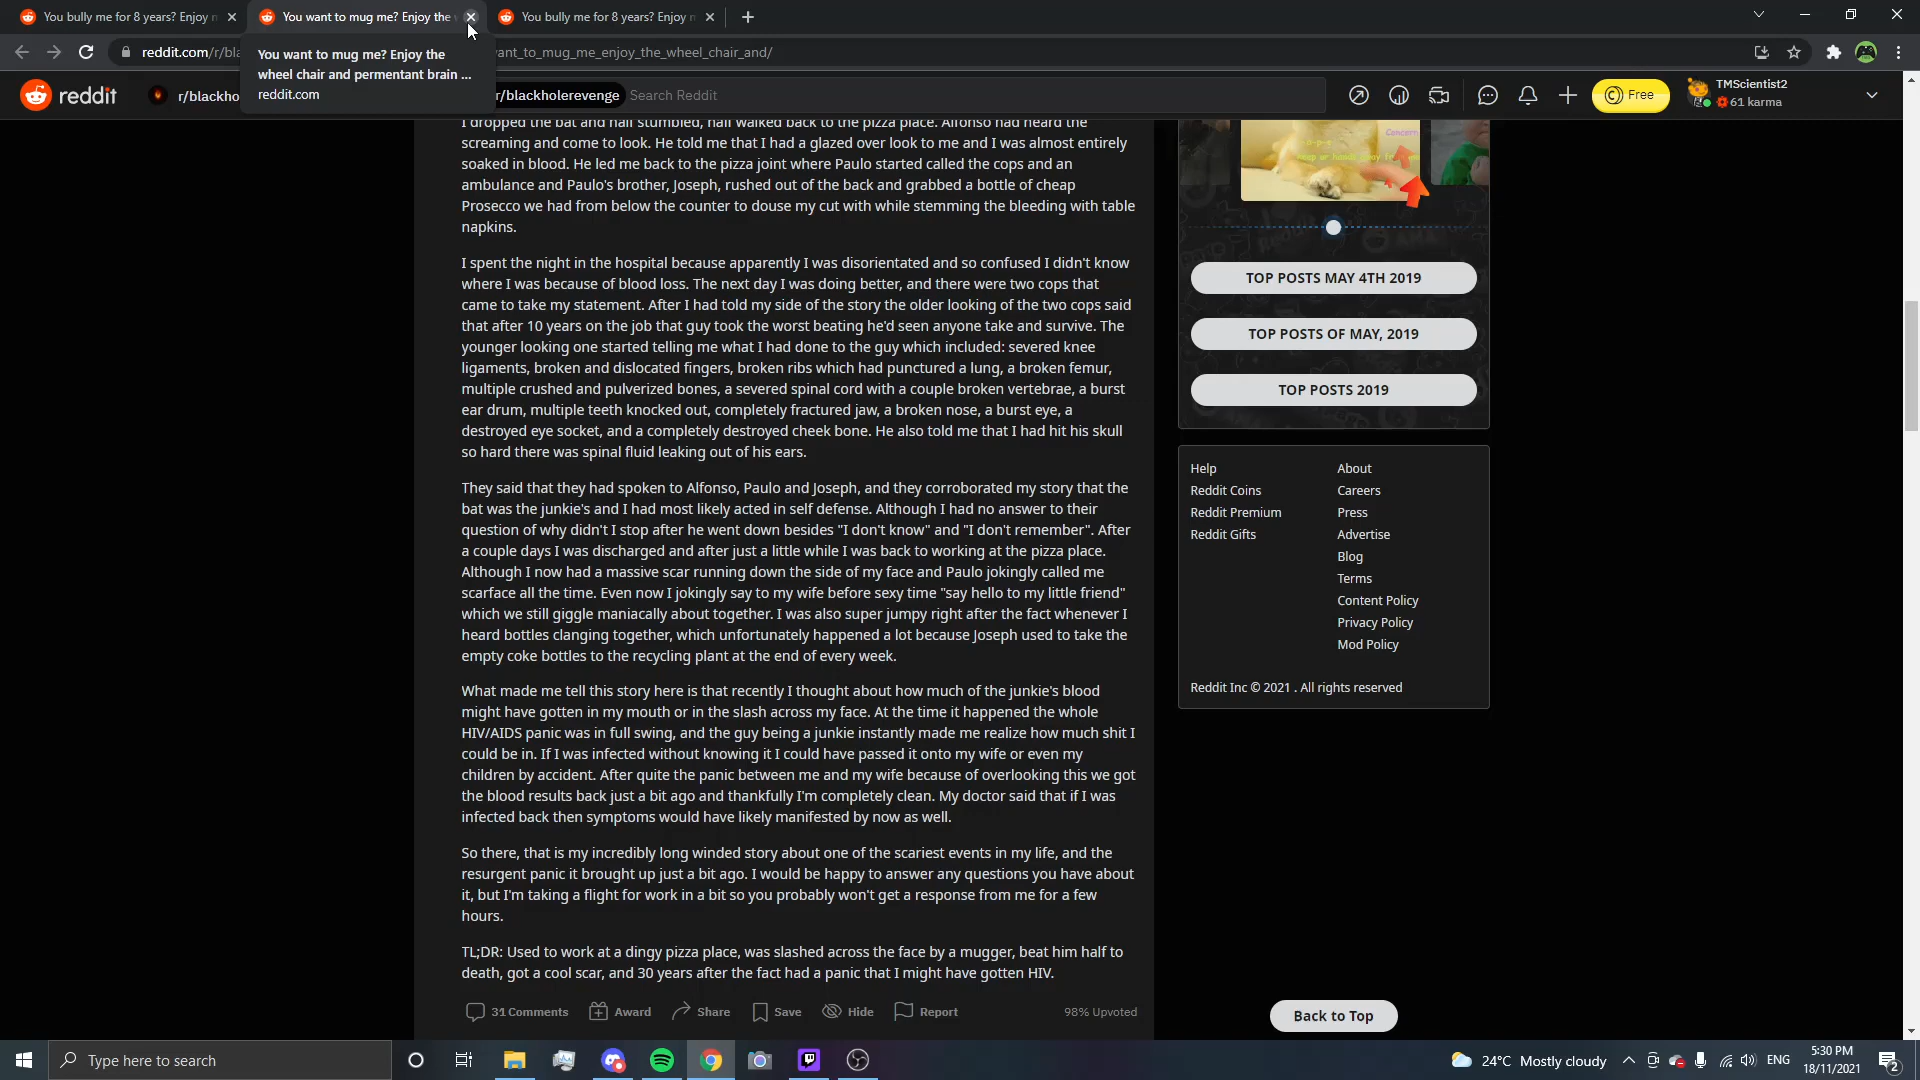 You bully me for 8 years? Enjoy m
You want to mug me? Enjoy the w
You bully me for 8 years? Enjoy m
reddit.com/r/bla
ant_to_mug_me_enjoy_the_wheel_chair_and/
You want to mug me? Enjoy the
wheel chair and permentant brain ...
reddit.com
reddit
r/blackho
r/blackholerevenge
Search Reddit
Free
TMScientist2
61 karma
I dropped the bat and half stumbled, half walked back to the pizza place. Alfonso had heard the
screaming and come to look. He told me that I had a glazed over look to me and I was almost entirely
soaked in blood. He led me back to the pizza joint where Paulo started called the cops and an
ambulance and Paulo's brother, Joseph, rushed out of the back and grabbed a bottle of cheap
Prosecco we had from below the counter to douse my cut with while stemming the bleeding with table
napkins.
I spent the night in the hospital because apparently I was disorientated and so confused I didn't know
where I was because of blood loss. The next day I was doing better, and there were two cops that
came to take my statement. After I had told my side of the story the older looking of the two cops said
that after 10 years on the job that guy took the worst beating he'd seen anyone take and survive. The
younger looking one started telling me what I had done to the guy which included: severed knee
ligaments, broken and dislocated fingers, broken ribs which had punctured a lung, a broken femur,
multiple crushed and pulverized bones, a severed spinal cord with a couple broken vertebrae, a burst
ear drum, multiple teeth knocked out, completely fractured jaw, a broken nose, a burst eye, a
destroyed eye socket, and a completely destroyed cheek bone. He also told me that I had hit his skull
so hard there was spinal fluid leaking out of his ears.
They said that they had spoken to Alfonso, Paulo and Joseph, and they corroborated my story that the
bat was the junkie's and I had most likely acted in self defense. Although I had no answer to their
question of why didn't I stop after he went down besides "I don't know" and "I don't remember". After
a couple days I was discharged and after just a little while I was back to working at the pizza place.
Although I now had a massive scar running down the side of my face and Paulo jokingly called me
scarface all the time. Even now I jokingly say to my wife before sexy time "say hello to my little friend"
which we still giggle maniacally about together. I was also super jumpy right after the fact whenever I
heard bottles clanging together, which unfortunately happened a lot because Joseph used to take the
empty coke bottles to the recycling plant at the end of every week.
What made me tell this story here is that recently I thought about how much of the junkie's blood
might have gotten in my mouth or in the slash across my face. At the time it happened the whole
HIV/AIDS panic was in full swing, and the guy being a junkie instantly made me realize how much shit I
could be in. If I was infected without knowing it I could have passed it onto my wife or even my
children by accident. After quite the panic between me and my wife because of overlooking this we got
the blood results back just a bit ago and thankfully I'm completely clean. My doctor said that if I was
infected back then symptoms would have likely manifested by now as well.
So there, that is my incredibly long winded story about one of the scariest events in my life, and the
resurgent panic it brought up just a bit ago. I would be happy to answer any questions you have about
it, but I'm taking a flight for work in a bit so you probably won't get a response from me for a few
hours.
TL;DR: Used to work at a dingy pizza place, was slashed across the face by a mugger, beat him half to
death, got a cool scar, and 30 years after the fact had a panic that I might have gotten HIV.
31 Comments
Award
Share
Save
Hide
Report
98% Upvoted
Concern
TOP POSTS MAY 4TH 2019
TOP POSTS OF MAY, 2019
TOP POSTS 2019
Help
About
Reddit Coins
Careers
Reddit Premium
Press
Reddit Gifts
Advertise
Blog
Terms
Content Policy
Privacy Policy
Mod Policy
Reddit Inc © 2021 . All rights reserved
Back to Top
Type here to search
24°C Mostly cloudy
ENG
5:30 PM
18/11/2021
2